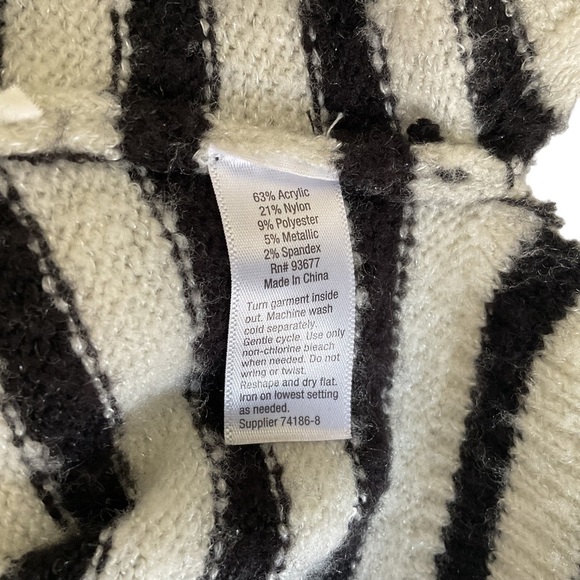 63% Acrylic
21% Nylon
9% Polyester
5% Metallic
2% Spandex
Rn# 93677
Made In China
Turn garment inside
out. Machine wash
cold separately.
Gentle cycle. Use only
non-chlorine bleach
when needed. Do not
wring or twist.
Reshape and dry flat.
Iron on lowest setting
as needed.
Supplier 74186-8